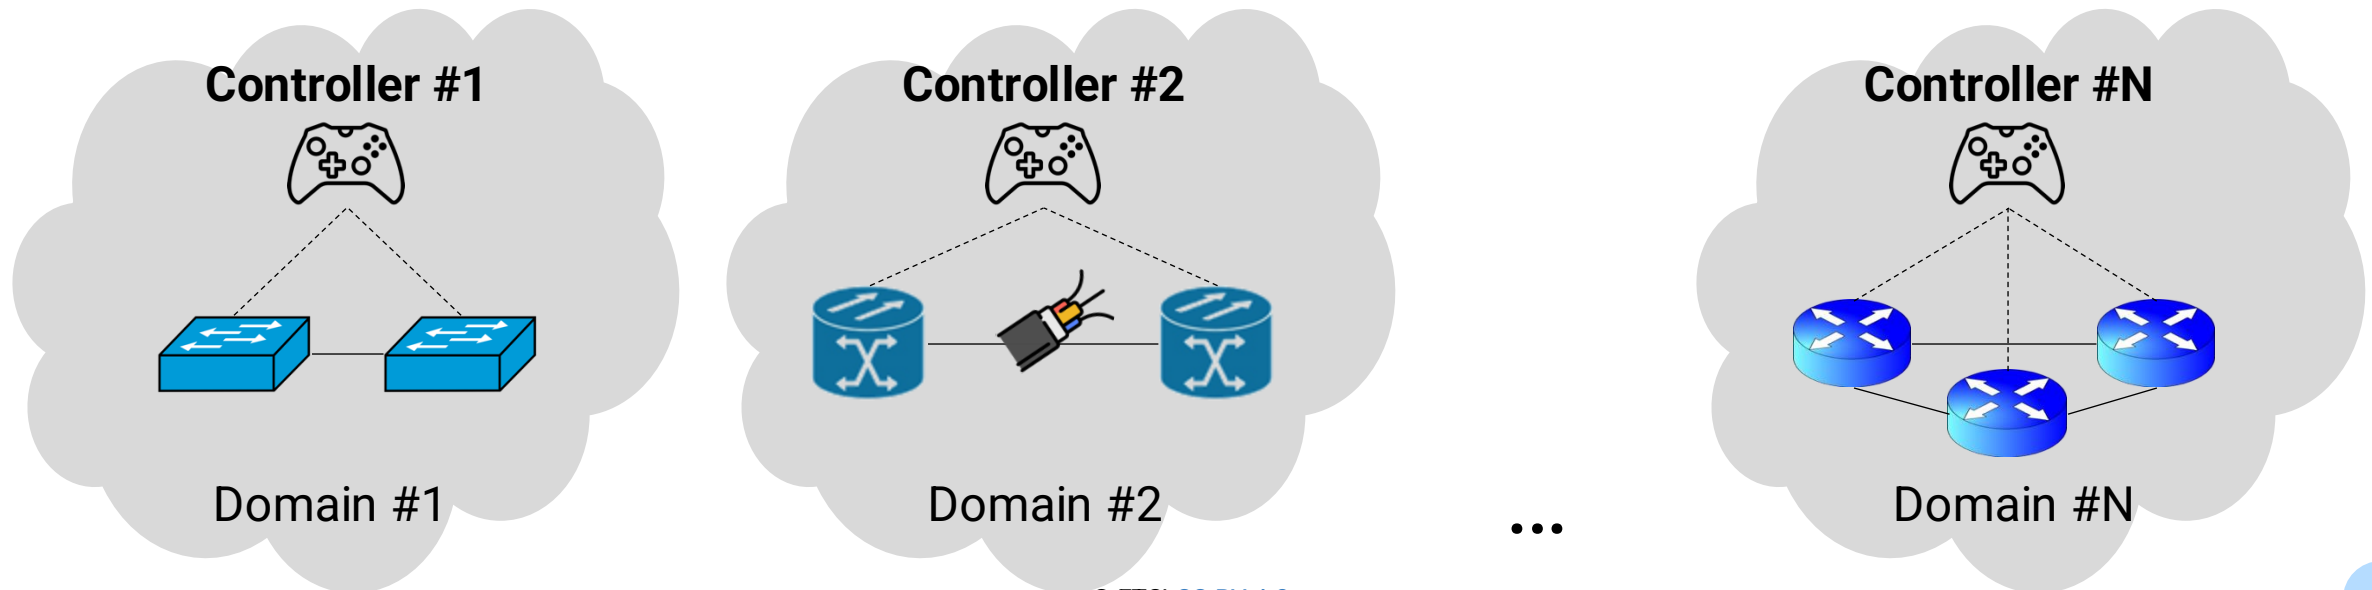 Controller #1
Controller #2
Controller #N
Domain #1
Domain #2
...
Domain #N